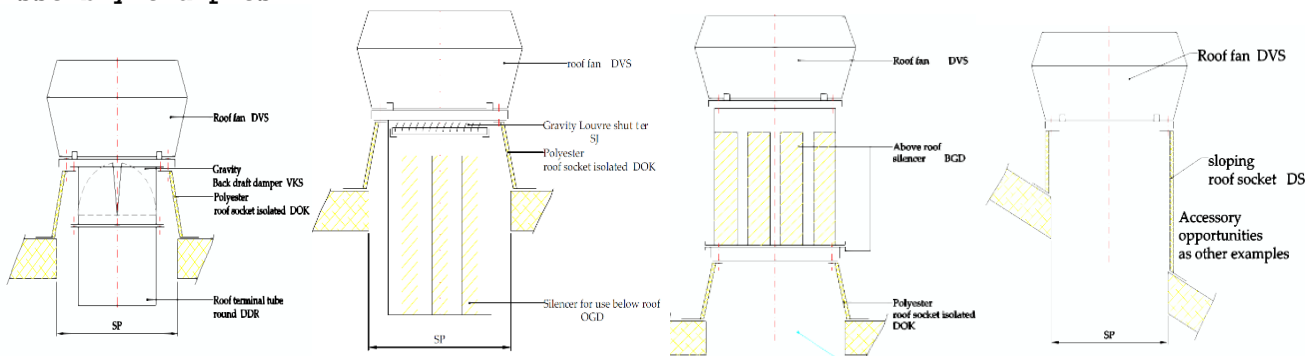 Roof fan DVS
Gravity
Back draft damper VKS
Polyester
roof socket isolated DOK
Roof terminal tube
round DDR
SP
roof fan DVS
Gravity Louvre shut ter
SJ
Polyester
roof socket isolated DOK
Silencer for use below roof
OGD
SP
Roof fan DVS
Above roof
silencer BGD
Polyester
roof socket isolated
DOK
Roof fan DVS
sloping
roof socket DS
Accessory
opportunities
as other examples
SP